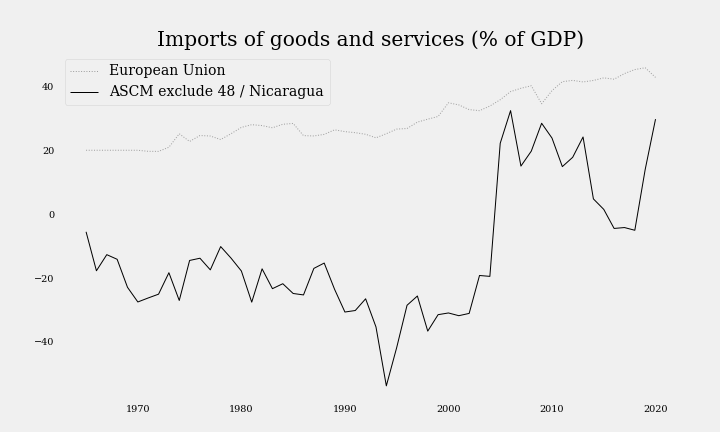 Imports of goods and services (% of GDP)
European Union
ASCM exclude 48 / Nicaragua
40
20
0
−20
−40
1970 1980 1990 2000 2010 2020